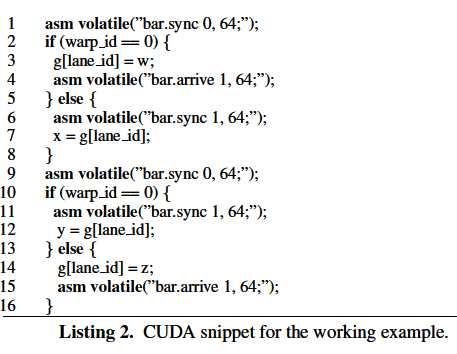 1 asm volatile("bar.sync 0, 64;");
2 if (warp_id == 0) {
3 g[lane_id] = w;
4 asm volatile("bar.arrive 1, 64;");
5 } else {
6 asm volatile("bar.sync 1, 64;");
7 x = g[lane_id];
8 }
9 asm volatile("bar.sync 0, 64;");
10 if (warp_id == 0) {
11 asm volatile("bar.sync 1, 64;");
12 y = g[lane_id];
13 } else {
14 g[lane_id] = z;
15 asm volatile("bar.arrive 1, 64;");
16 }
Listing 2. CUDA snippet for the working example.